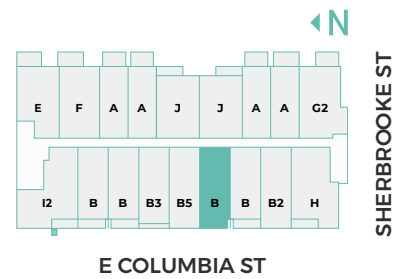 N
E F A A J J A A G2
I2 B B B3 B5 B B B2 H
SHERBROOKE ST
E COLUMBIA ST